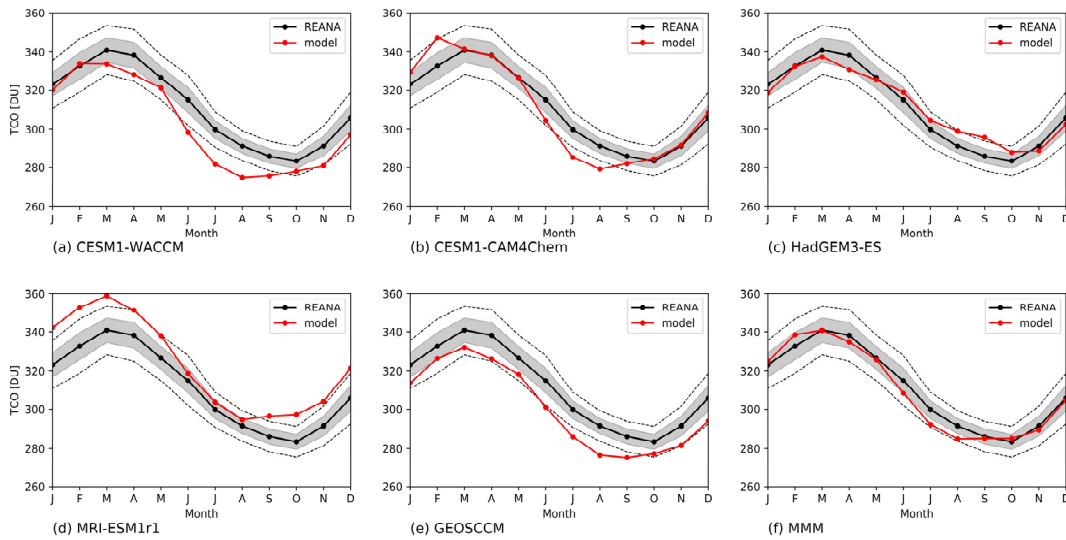 360
340
320
300
280
260
TCO [DU]
REANA
model
J F M A M J J A S O N D
Month
(a) CESM1-WACCM
360
340
320
300
280
260
REANA
model
J F M A M J J A S O N D
Month
(b) CESM1-CAM4Chem
360
340
320
300
280
260
REANA
model
J F M A M J J A S O N D
Month
(c) HadGEM3-ES
360
340
320
300
280
260
TCO [DU]
REANA
model
J F M A M J J A S O N D
Month
(d) MRI-ESM1r1
360
340
320
300
280
260
REANA
model
J F M A M J J A S O N D
Month
(e) GEOSCCM
360
340
320
300
280
260
REANA
model
J F M A M J J A S O N D
Month
(f) MMM